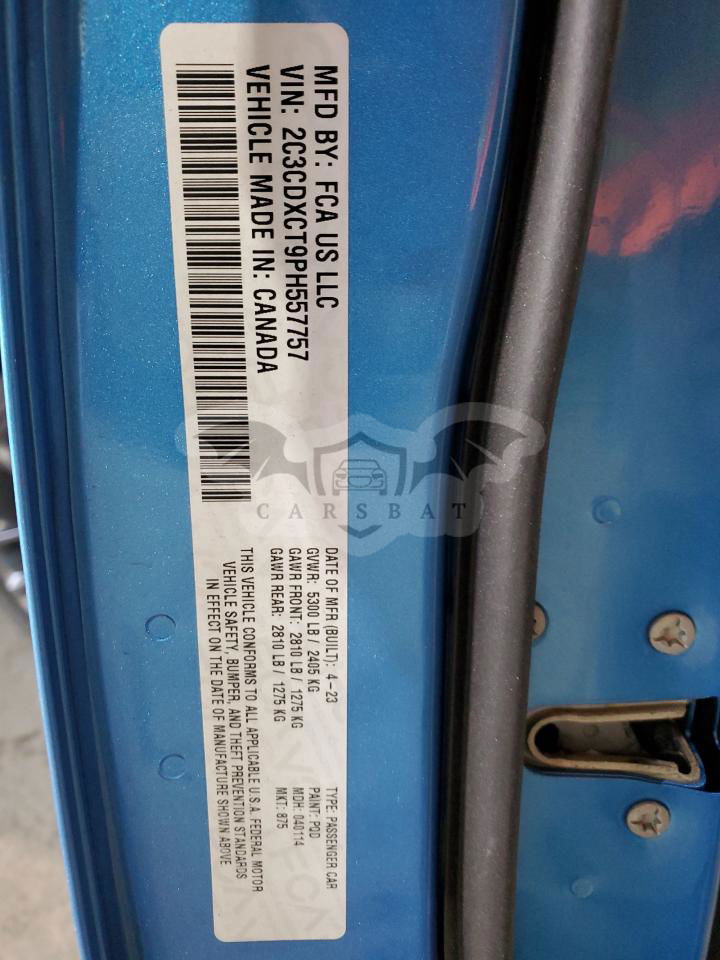 MFD BY: FCA US LLC
VIN: 2C3CDXCT9PH557757
VEHICLE MADE IN: CANADA
DATE OF MFR (BUILT): 4-23
GVWR: 5300 LB / 2405 KG
GAWR FRONT: 2810 LB / 1275 KG
GAWR REAR: 2810 LB / 1275 KG
THIS VEHICLE CONFORMS TO ALL APPLICABLE U.S.A. FEDERAL MOTOR
VEHICLE SAFETY, BUMPER, AND THEFT PREVENTION STANDARDS
IN EFFECT ON THE DATE OF MANUFACTURE SHOWN ABOVE
TYPE: PASSENGER CAR
PAINT: PQD
MDH: 040114
MKT: 875
CARSBAT